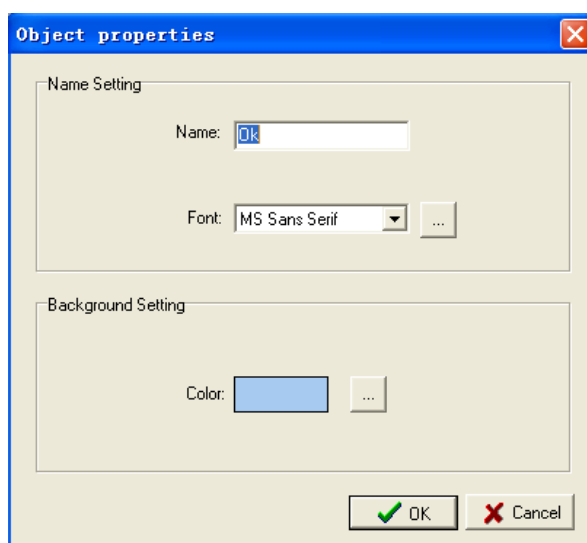 Object properties
Name Setting
Name: Ok
Font: MS Sans Serif ...
Background Setting
Color: ...
OK Cancel